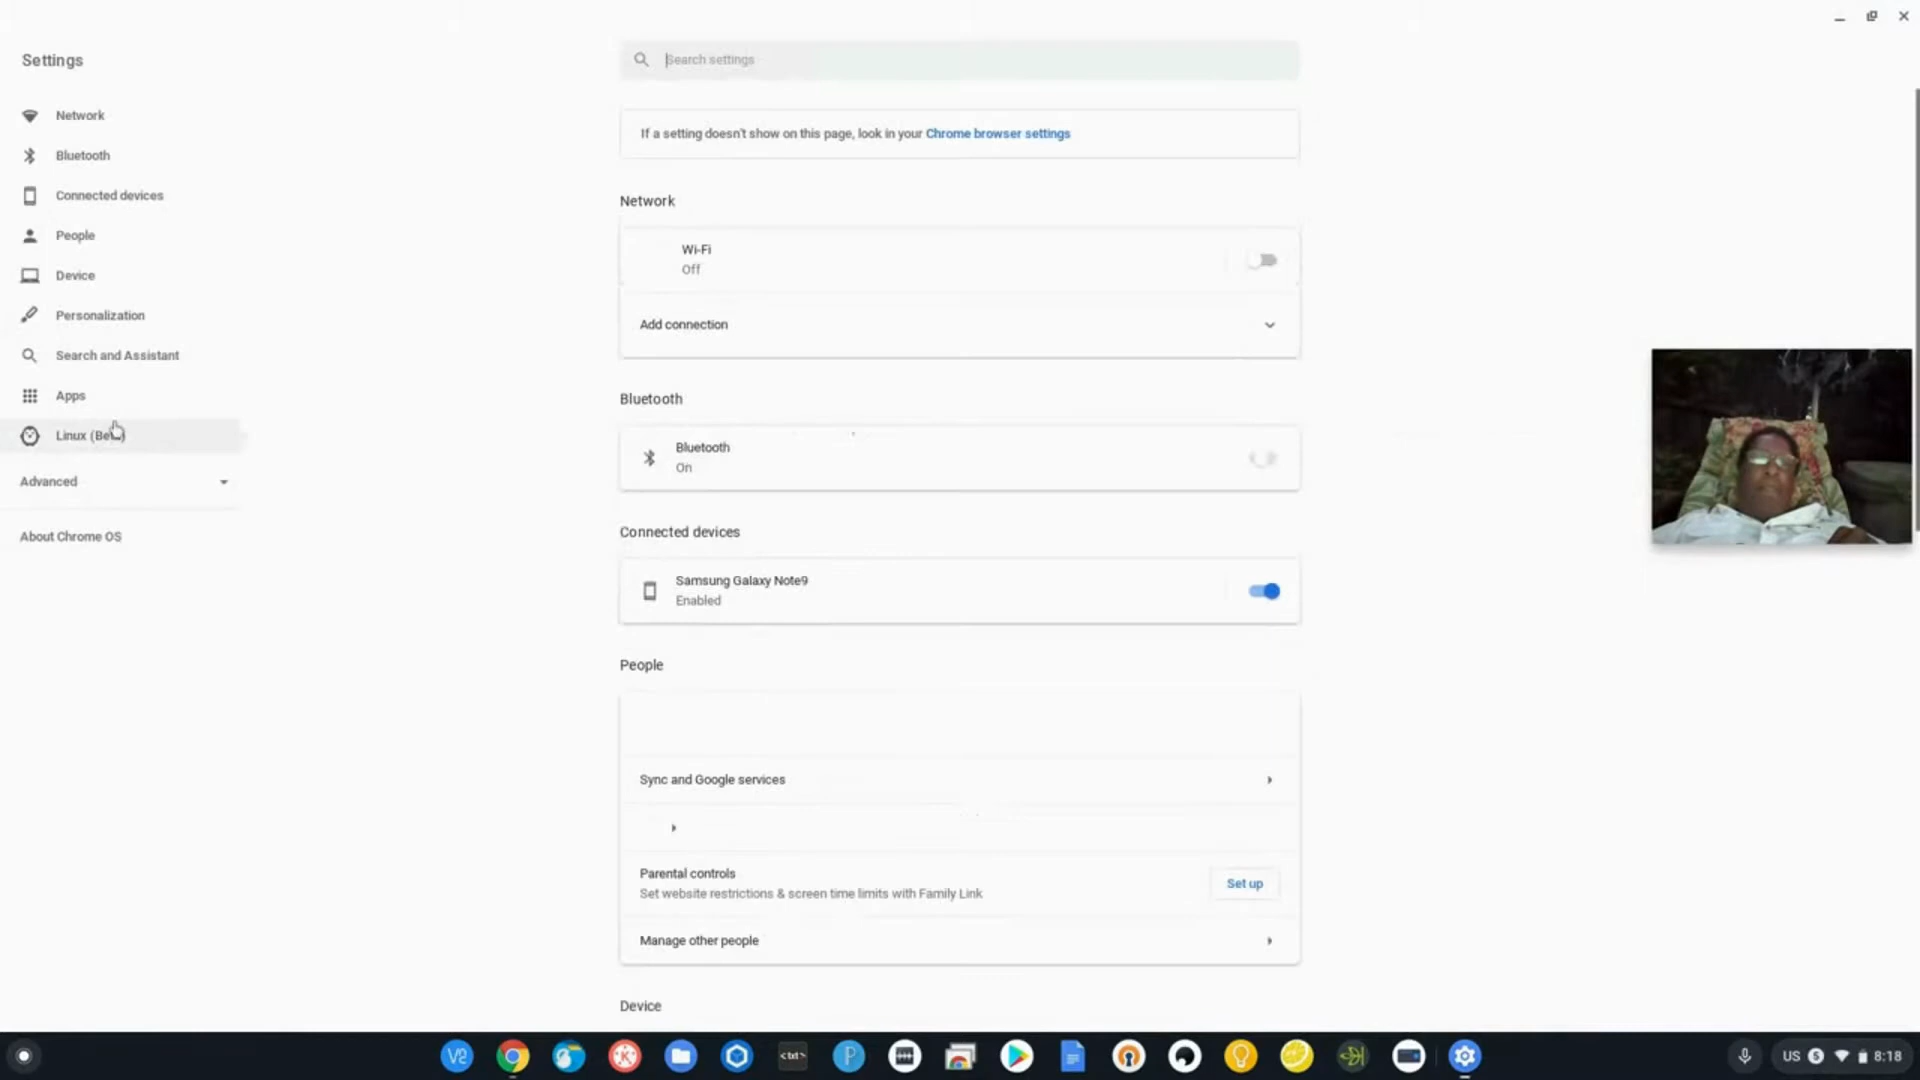 Settings
Search settings
Network
Bluetooth
Connected devices
People
Device
Personalization
Search and Assistant
Apps
Linux (Beta)
Advanced
About Chrome OS
If a setting doesn't show on this page, look in your Chrome browser settings
Network
Wi-Fi
Off
Add connection
Bluetooth
Bluetooth
On
Connected devices
Samsung Galaxy Note9
Enabled
People
Sync and Google services
Parental controls
Set website restrictions & screen time limits with Family Link
Set up
Manage other people
Device
US 5 8:18